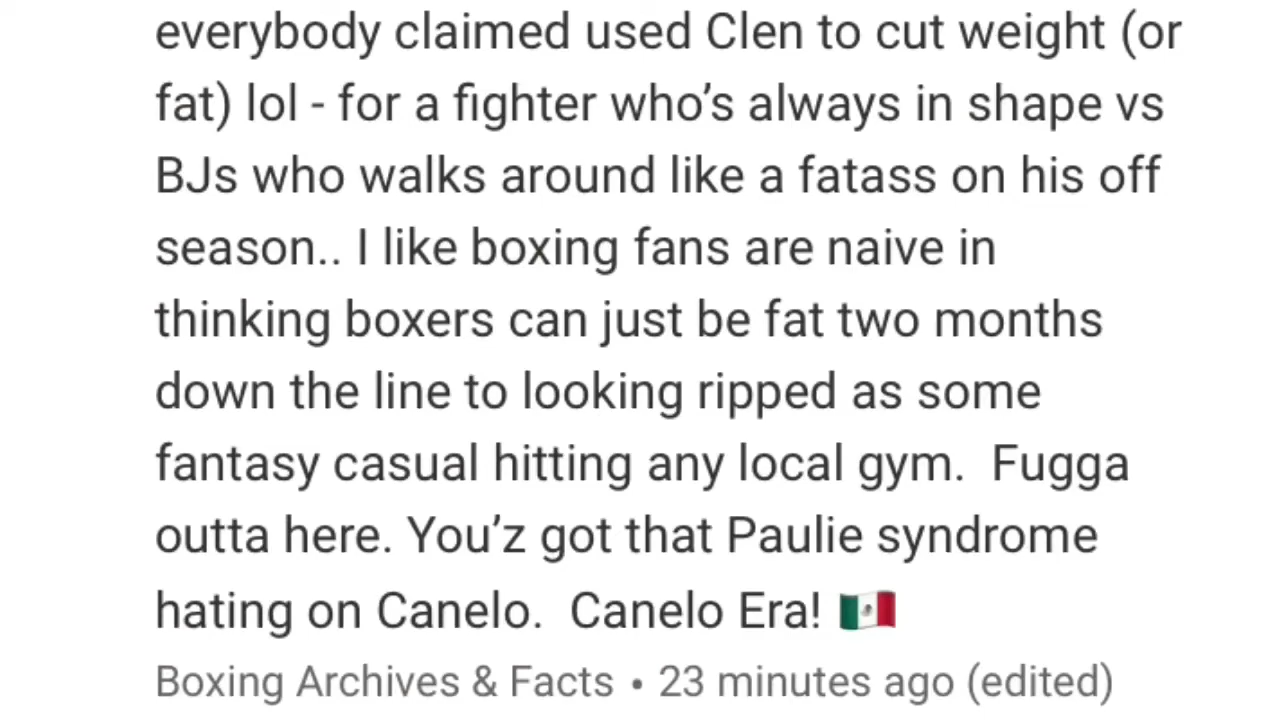 everybody claimed used Clen to cut weight (or
fat) lol - for a fighter who’s always in shape vs
BJs who walks around like a fatass on his off
season.. I like boxing fans are naive in
thinking boxers can just be fat two months
down the line to looking ripped as some
fantasy casual hitting any local gym.  Fugga
outta here. You’z got that Paulie syndrome
hating on Canelo.  Canelo Era! 🇲🇽
Boxing Archives & Facts • 23 minutes ago (edited)